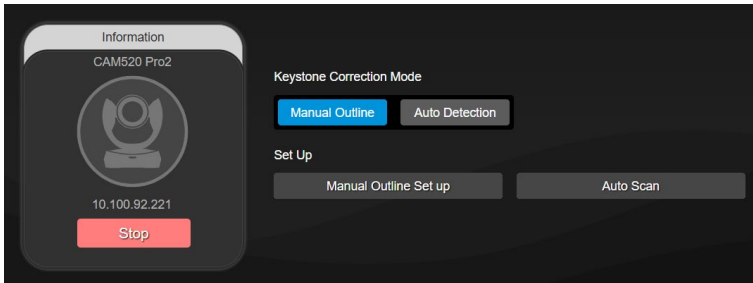 Information
CAM520 Pro2
10.100.92.221
Stop
Keystone Correction Mode
Manual Outline
Auto Detection
Set Up
Manual Outline Set up
Auto Scan